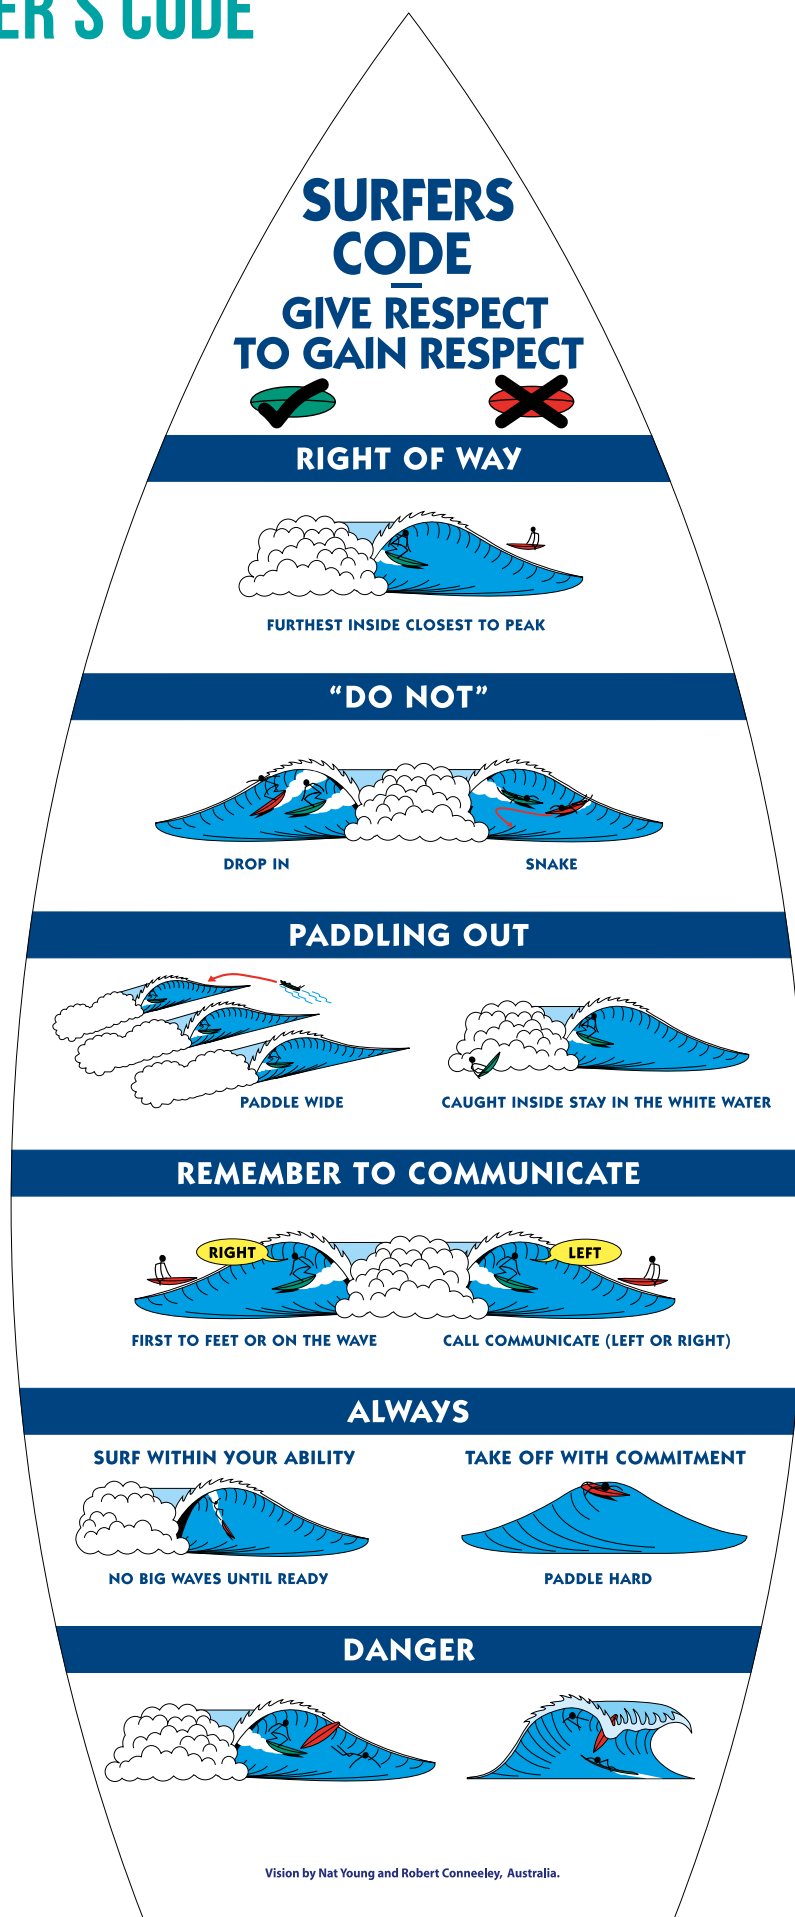 ER'S CODE
SURFERS
CODE
–
GIVE RESPECT
TO GAIN RESPECT
RIGHT OF WAY
FURTHEST INSIDE CLOSEST TO PEAK
“DO NOT”
DROP IN
SNAKE
PADDLING OUT
PADDLE WIDE
CAUGHT INSIDE STAY IN THE WHITE WATER
REMEMBER TO COMMUNICATE
RIGHT
LEFT
FIRST TO FEET OR ON THE WAVE
CALL COMMUNICATE (LEFT OR RIGHT)
ALWAYS
SURF WITHIN YOUR ABILITY
TAKE OFF WITH COMMITMENT
NO BIG WAVES UNTIL READY
PADDLE HARD
DANGER
Vision by Nat Young and Robert Conneeley, Australia.